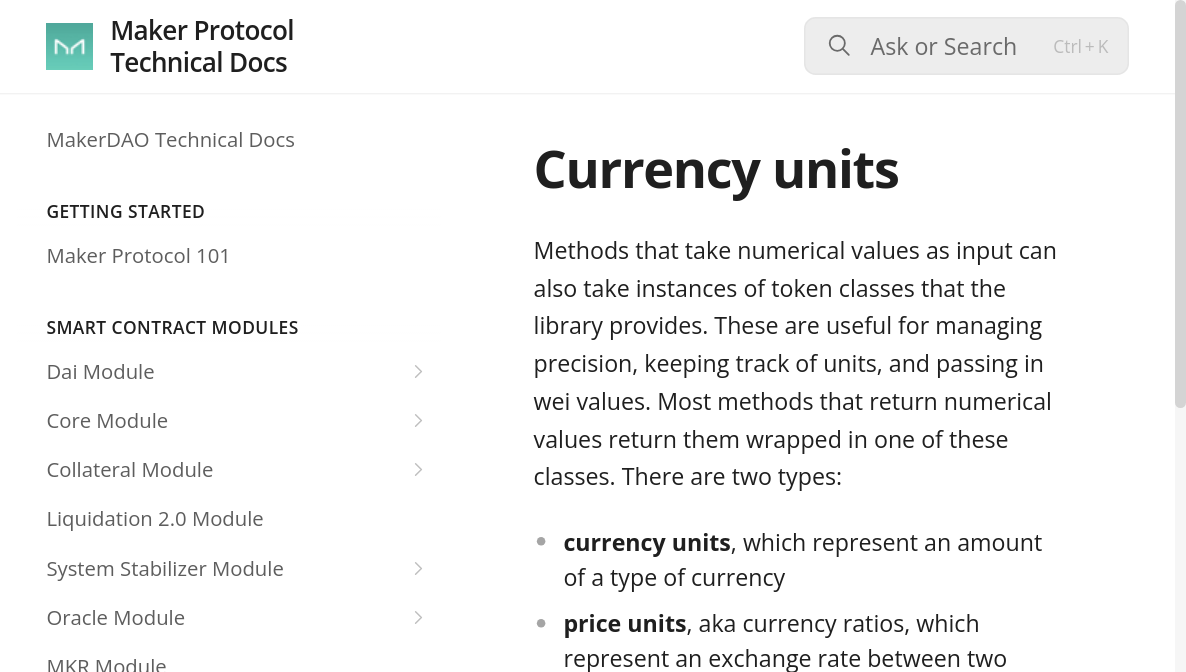 Maker Protocol
Technical Docs
Ask or Search
Ctrl + K
MakerDAO Technical Docs
GETTING STARTED
Maker Protocol 101
SMART CONTRACT MODULES
Dai Module
Core Module
Collateral Module
Liquidation 2.0 Module
System Stabilizer Module
Oracle Module
MKR Module
Currency units
Methods that take numerical values as input can
also take instances of token classes that the
library provides. These are useful for managing
precision, keeping track of units, and passing in
wei values. Most methods that return numerical
values return them wrapped in one of these
classes. There are two types:
currency units, which represent an amount
of a type of currency
price units, aka currency ratios, which
represent an exchange rate between two